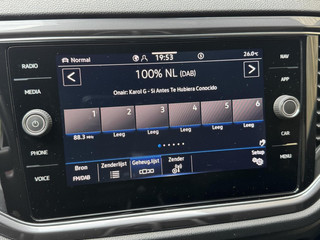 RADIO
MEDIA
PHONE
VOICE
NAV
APP
CAR
MENU
Normal
19:53
26.0°C
100% NL (DAB)
Onair: Karol G - Si Antes Te Hubiera Conocido
1 2 3 4 5 6
88.3 MHz Leeg Leeg Leeg Leeg Leeg
Bron Zenderlijst Geheug.lijst Zender Setup
FM/DAB